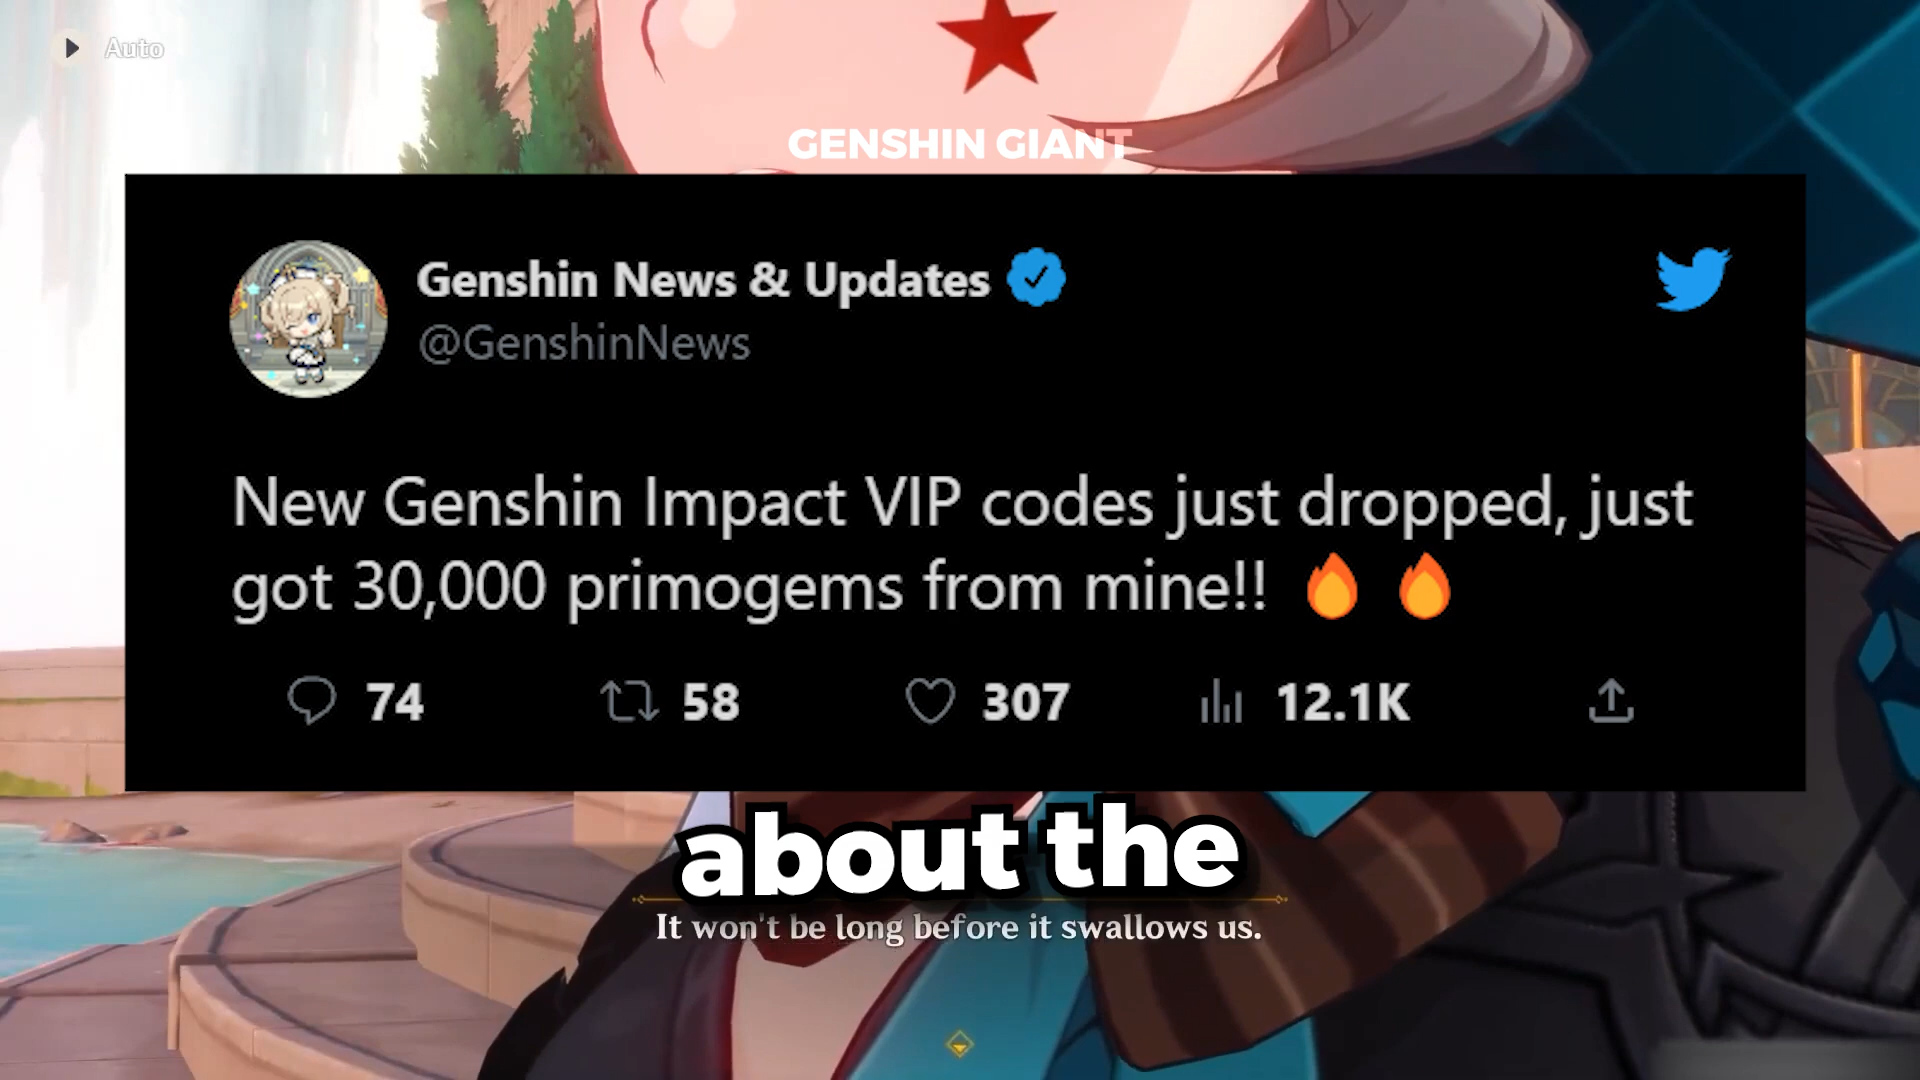 Auto
GENSHIN GIANT
Genshin News & Updates
@GenshinNews
New Genshin Impact VIP codes just dropped, just
got 30,000 primogems from mine!! 🔥 🔥
74 58 307 12.1K
about the
It won't be long before it swallows us.